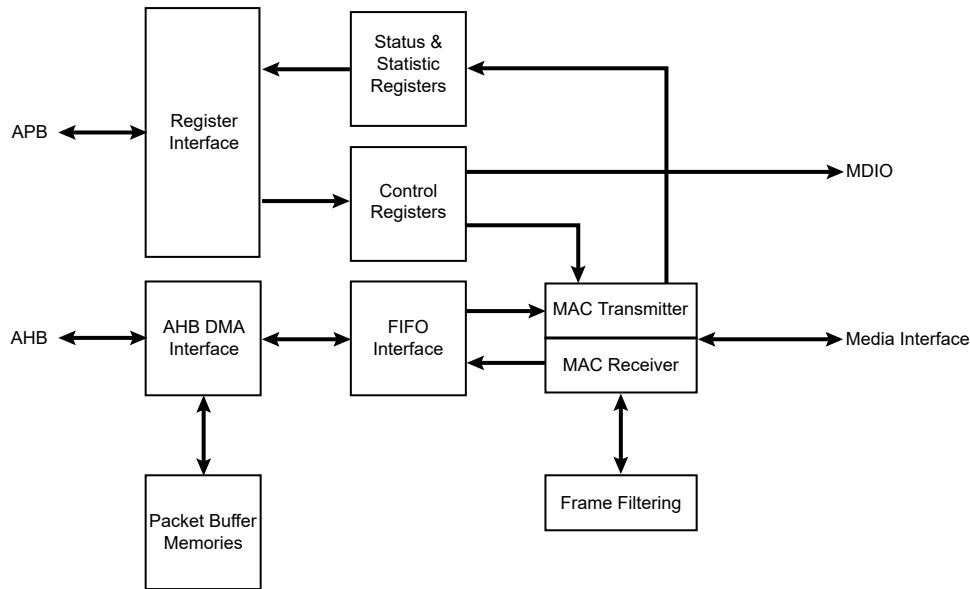 Status &
Statistic
Registers
APB
Register
Interface
Control
Registers
MDIO
AHB
AHB DMA
Interface
FIFO
Interface
MAC Transmitter
MAC Receiver
Media Interface
Packet Buffer
Memories
Frame Filtering